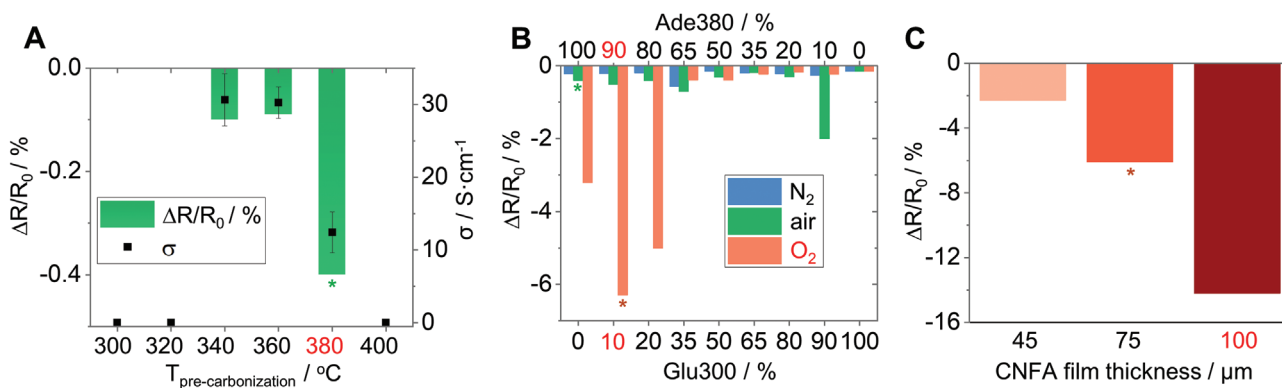 A
0.0
-0.2
-0.4
ΔR/R₀ / %
ΔR/R₀ / %
σ
*
30
20
10
0
σ / S·cm⁻¹
300 320 340 360 380 400
T pre-carbonization / °C
B
Ade380 / %
100 90 80 65 50 35 20 10 0
0
-2
-4
-6
ΔR/R₀ / %
*
N₂
air
O₂
*
0 10 20 35 50 65 80 90 100
Glu300 / %
C
0
-4
-8
-12
-16
ΔR/R₀ / %
*
45 75 100
CNFA film thickness / µm